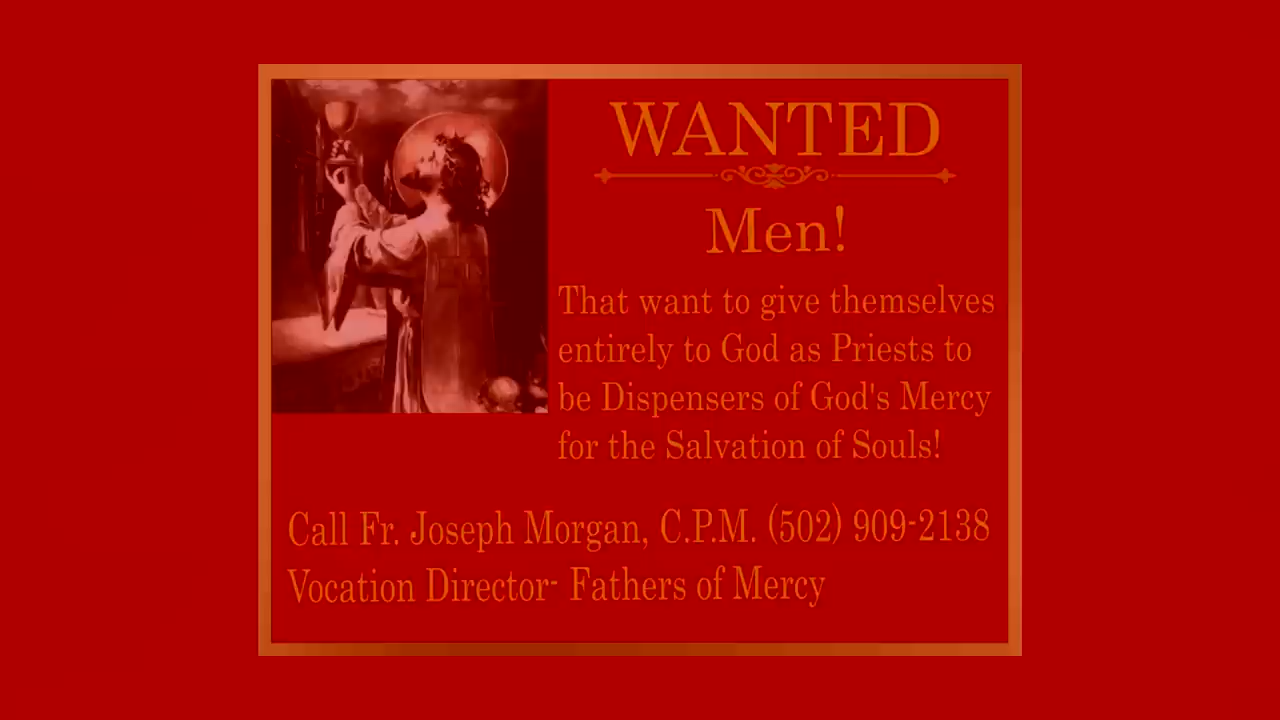 WANTED
Men!
That want to give themselves
entirely to God as Priests to
be Dispensers of God's Mercy
for the Salvation of Souls!
Call Fr. Joseph Morgan, C.P.M. (502) 909-2138
Vocation Director- Fathers of Mercy